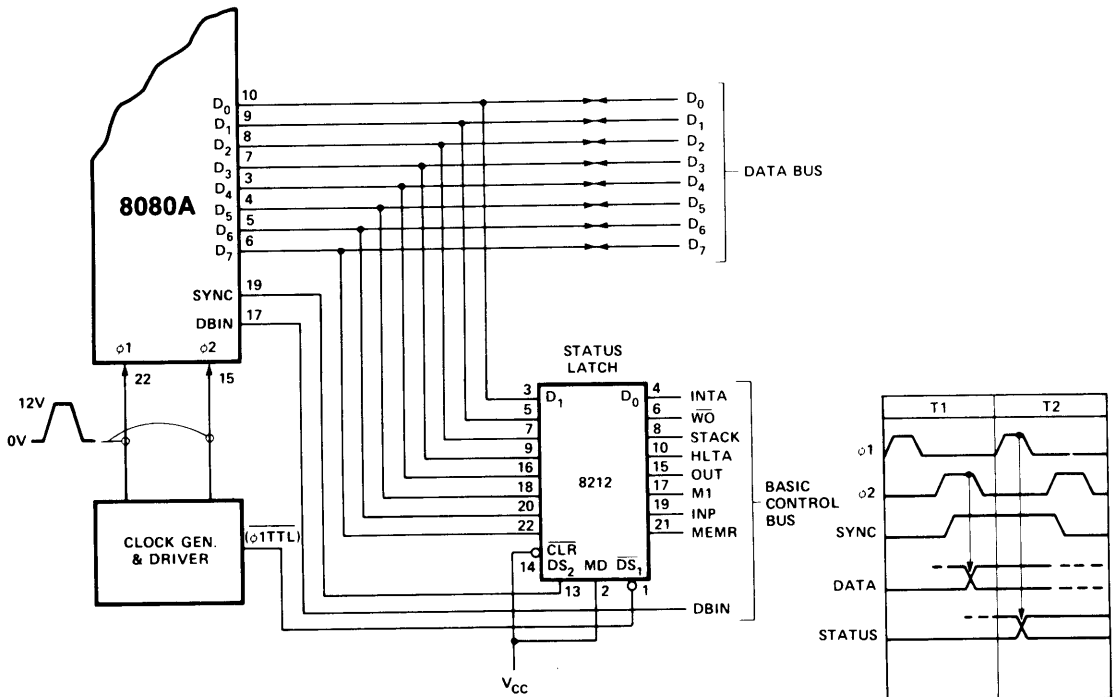 8080A
D₀ 10
D₁ 9
D₂ 8
D₃ 7
D₄ 3
D₅ 4
D₆ 5
D₇ 6
SYNC 19
DBIN 17
φ1 φ2
22 15
12V
0V
CLOCK GEN.
& DRIVER
(φ1TTL)
D₀
D₁
D₂
D₃
D₄
D₅
D₆
D₇
DATA BUS
STATUS
LATCH
3 D₁ D₀ 4 INTA
5 6 WO
7 8 STACK
9 10 HLTA
16 15 OUT
18 8212 17 M1
20 19 INP
22 21 MEMR
14 CLR
DS₂ MD DS₁
13 2 1
DBIN
V_CC
BASIC
CONTROL
BUS
T1 T2
φ1
φ2
SYNC
DATA
STATUS